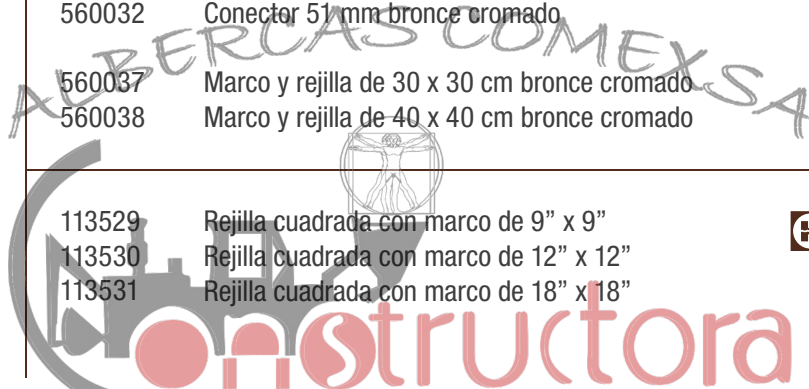 560032 Conector 51 mm bronce cromado
ALBERCAS COMEXSA
560037 Marco y rejilla de 30 x 30 cm bronce cromado
560038 Marco y rejilla de 40 x 40 cm bronce cromado
113529 Rejilla cuadrada con marco de 9” x 9”
113530 Rejilla cuadrada con marco de 12” x 12”
113531 Rejilla cuadrada con marco de 18” x 18”
Constructora